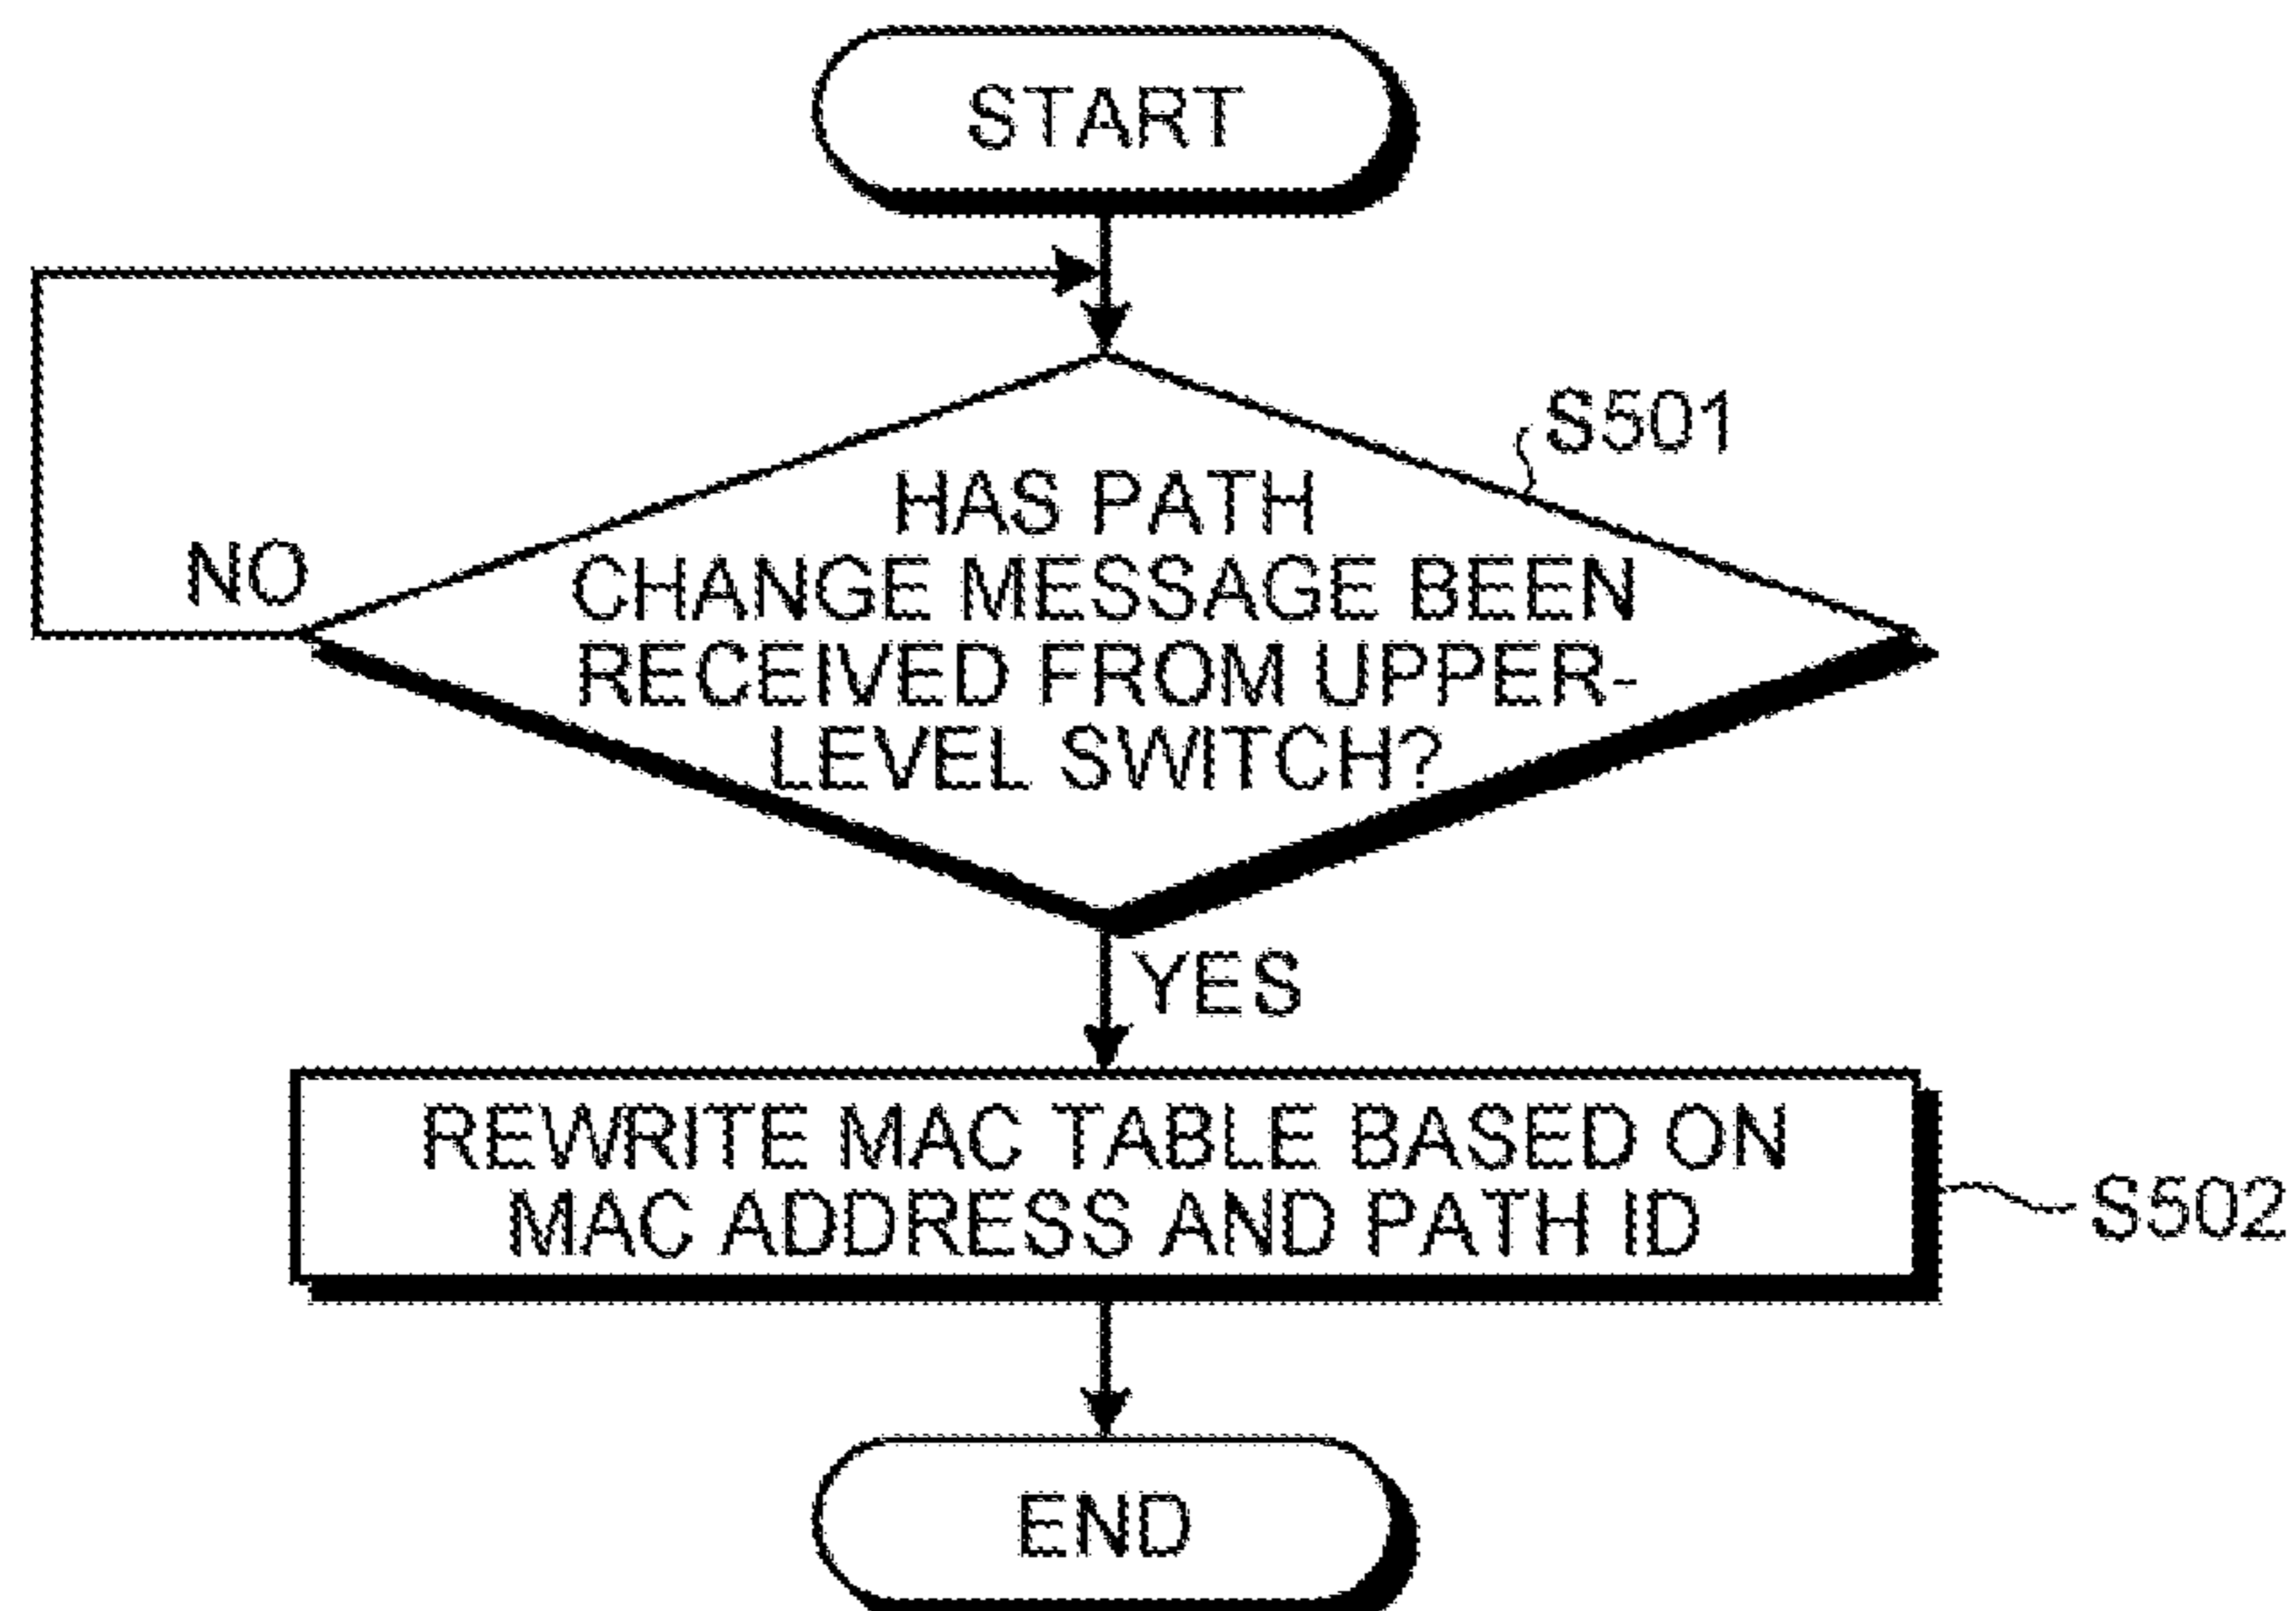 START
S501
HAS PATH
CHANGE MESSAGE BEEN
RECEIVED FROM UPPER-
LEVEL SWITCH?
NO
YES
REWRITE MAC TABLE BASED ON
MAC ADDRESS AND PATH ID
S502
END